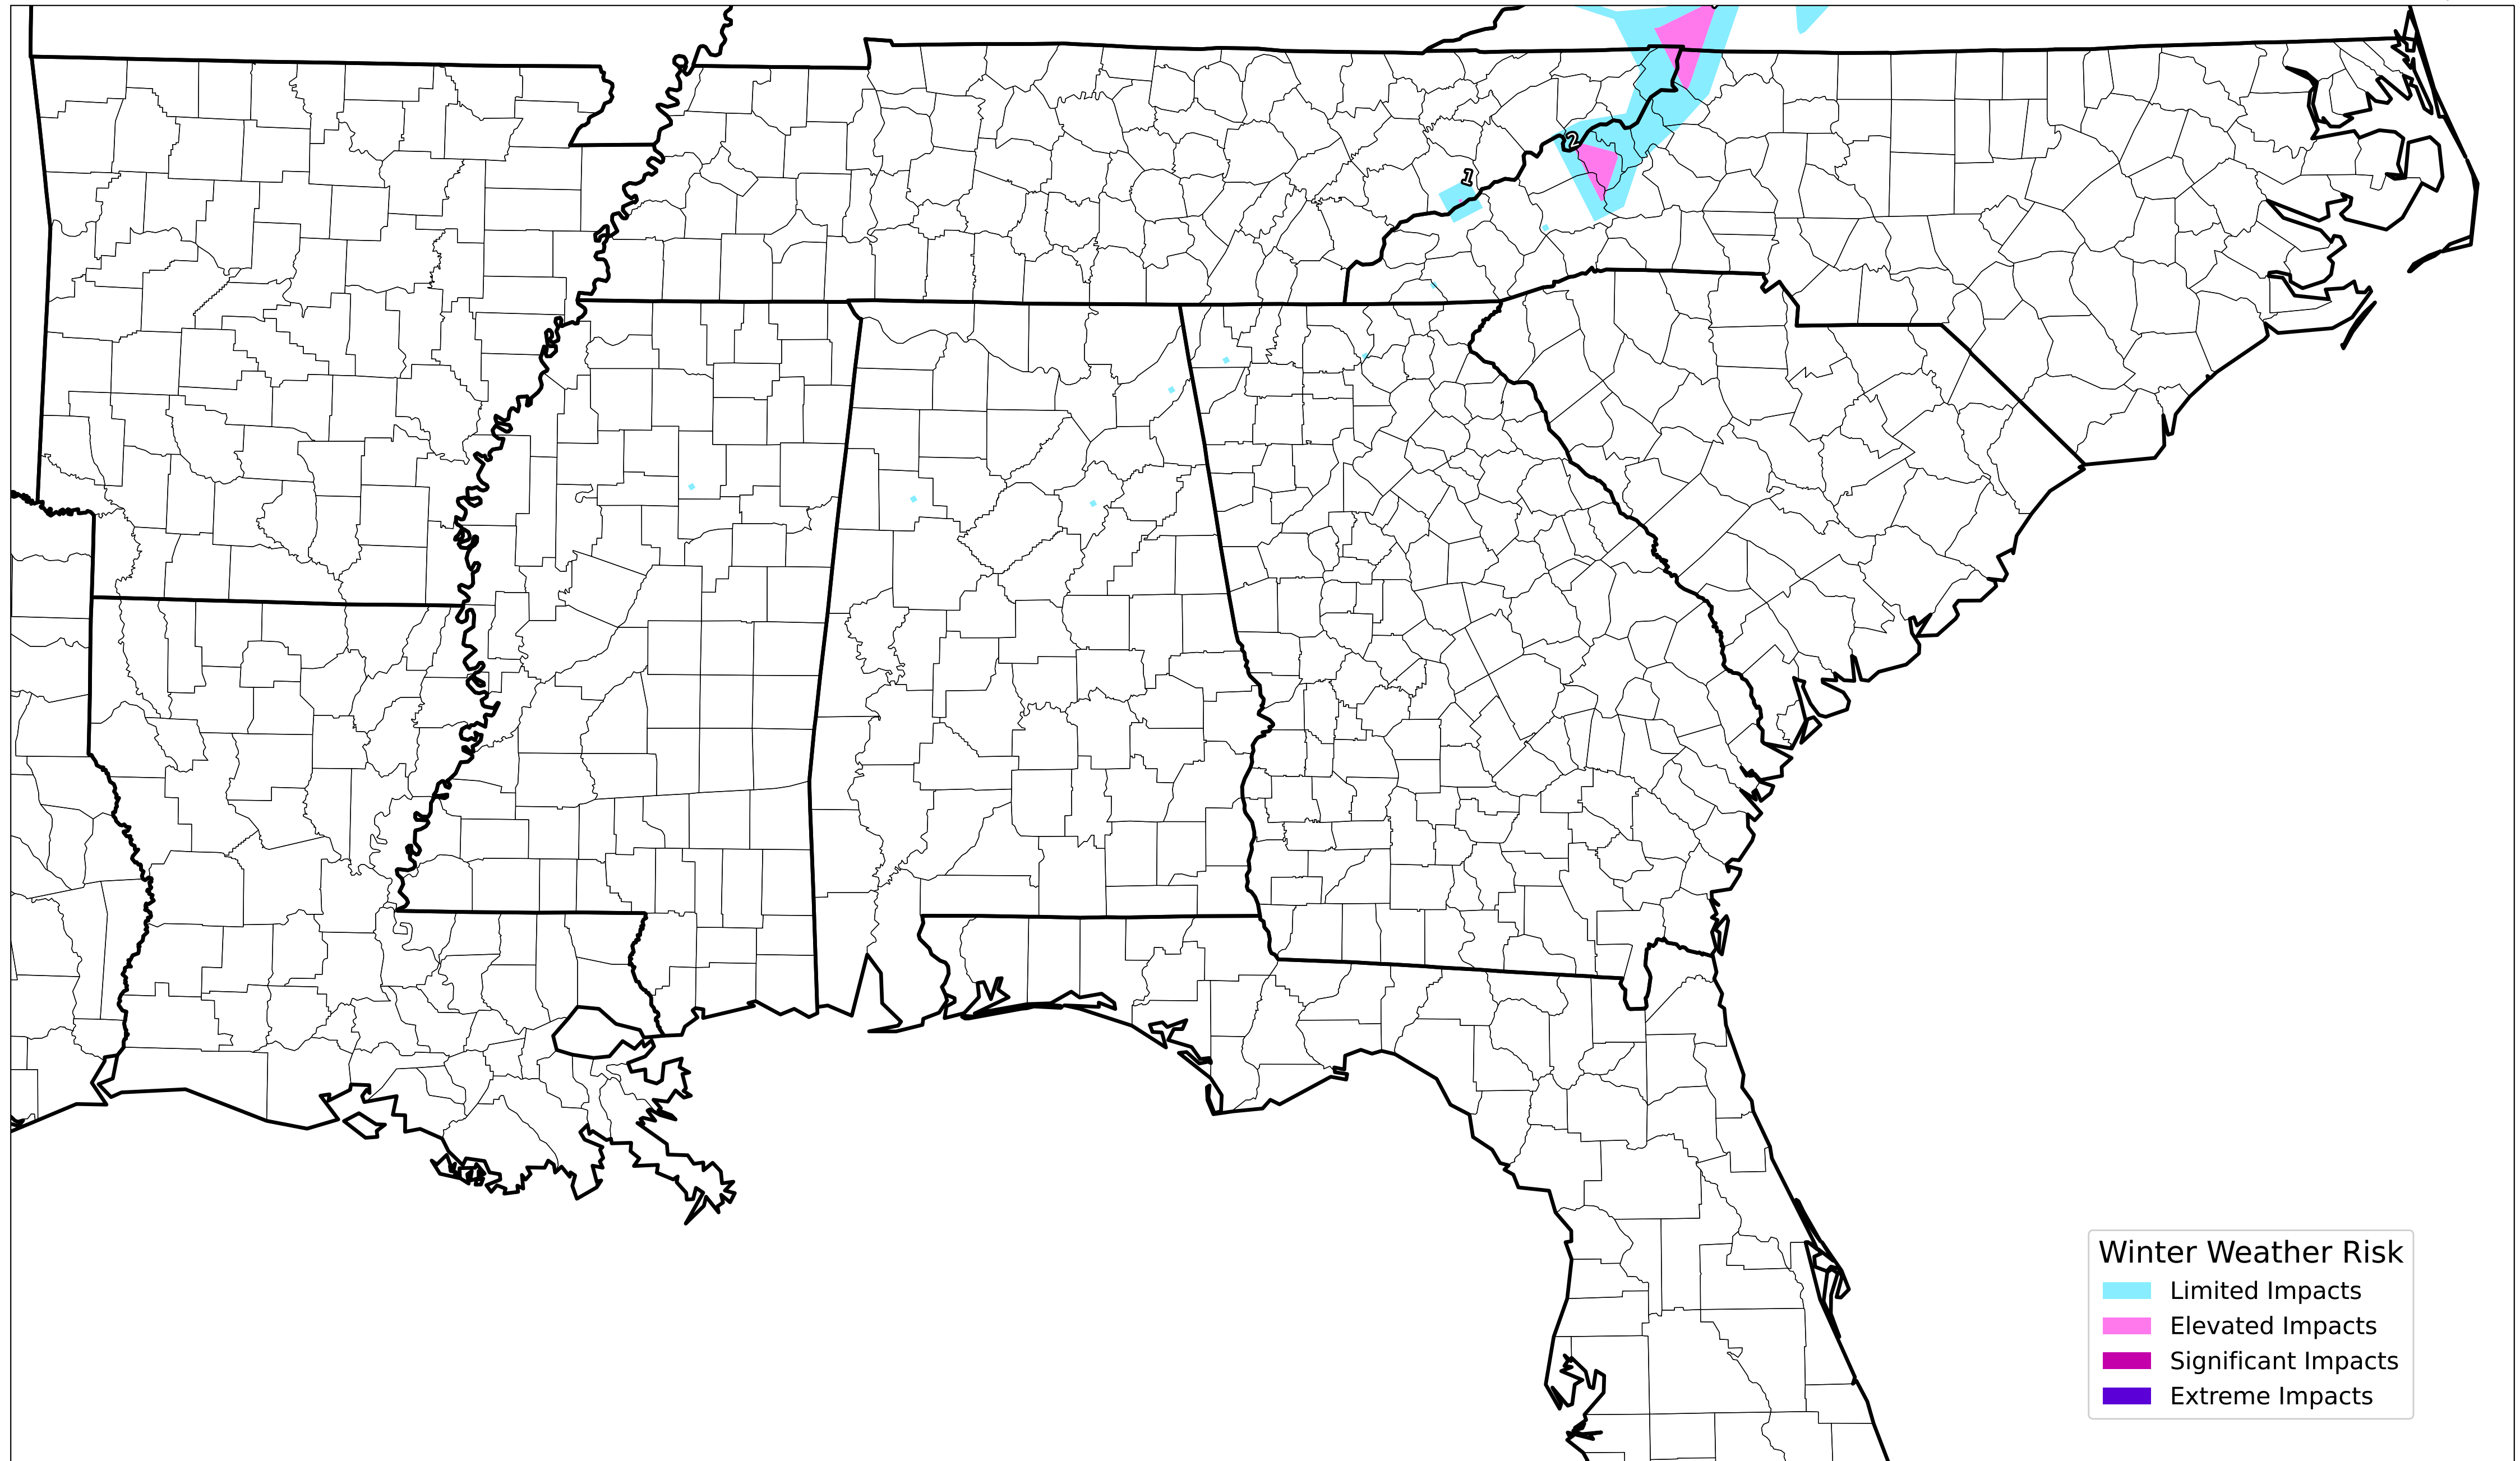 2
1
Winter Weather Risk
Limited Impacts
Elevated Impacts
Significant Impacts
Extreme Impacts